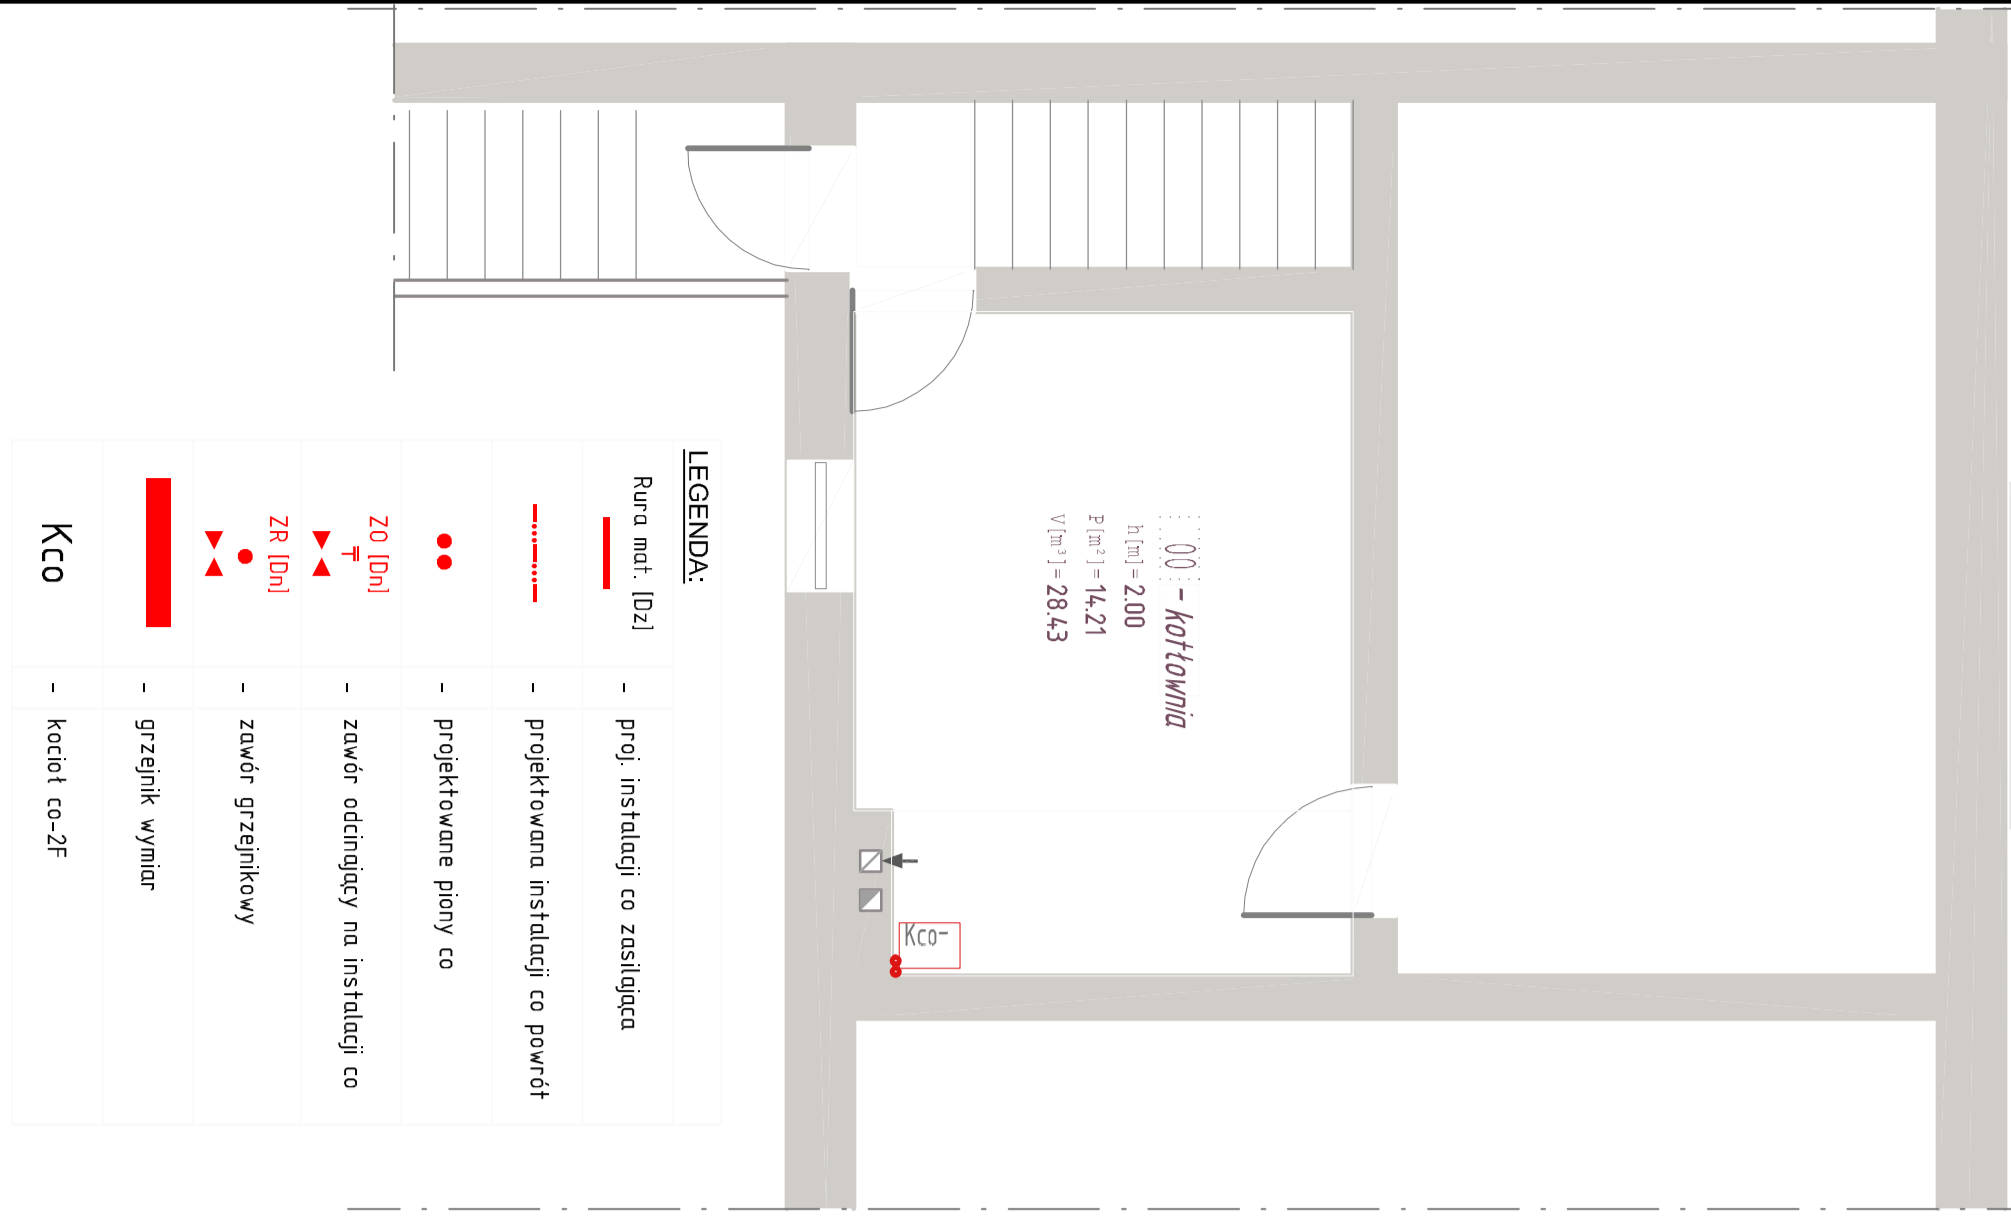 LEGENDA:
Rura mat. [Dz] - proj. instalacji co zasilająca
- projektowana instalacji co powrót
- projektowane piony co
ZO [Dn] - zawór odcinający na instalacji co
ZR [Dn] - zawór grzejnikowy
- grzejnik wymiar
Kco - kocioł co-2F
00 - kotłownia
h[m]=2.00
P[m²]=14.21
V[m³]=28.43
Kco-